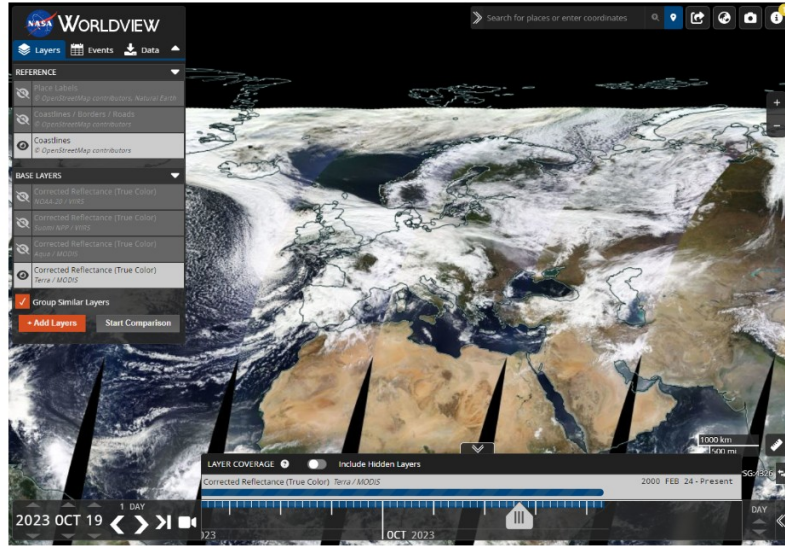 NASA WORLDVIEW
Search for places or enter coordinates
Layers Events Data
REFERENCE
Place Labels
© OpenStreetMap contributors, Natural Earth
Coastlines / Borders / Roads
© OpenStreetMap contributors
Coastlines
© OpenStreetMap contributors
BASE LAYERS
Corrected Reflectance (True Color)
NOAA-20 / VIIRS
Corrected Reflectance (True Color)
Suomi NPP / VIIRS
Corrected Reflectance (True Color)
Aqua / MODIS
Corrected Reflectance (True Color)
Terra / MODIS
Group Similar Layers
+ Add Layers Start Comparison
1000 km
500 mi
LAYER COVERAGE ? Include Hidden Layers
Corrected Reflectance (True Color) Terra / MODIS 2000 FEB 24 - Present
1 DAY
2023 OCT 19
OCT 2023
DAY